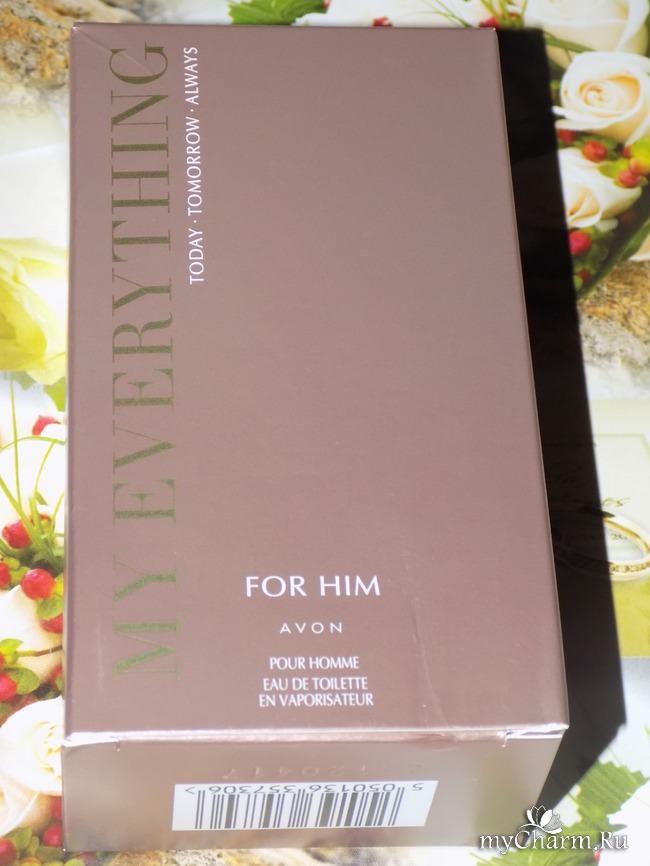 MY EVERYTHING
TODAY · TOMORROW · ALWAYS
FOR HIM
AVON
POUR HOMME
EAU DE TOILETTE
EN VAPORISATEUR
5 050136 357306 >
myCharm.Ru